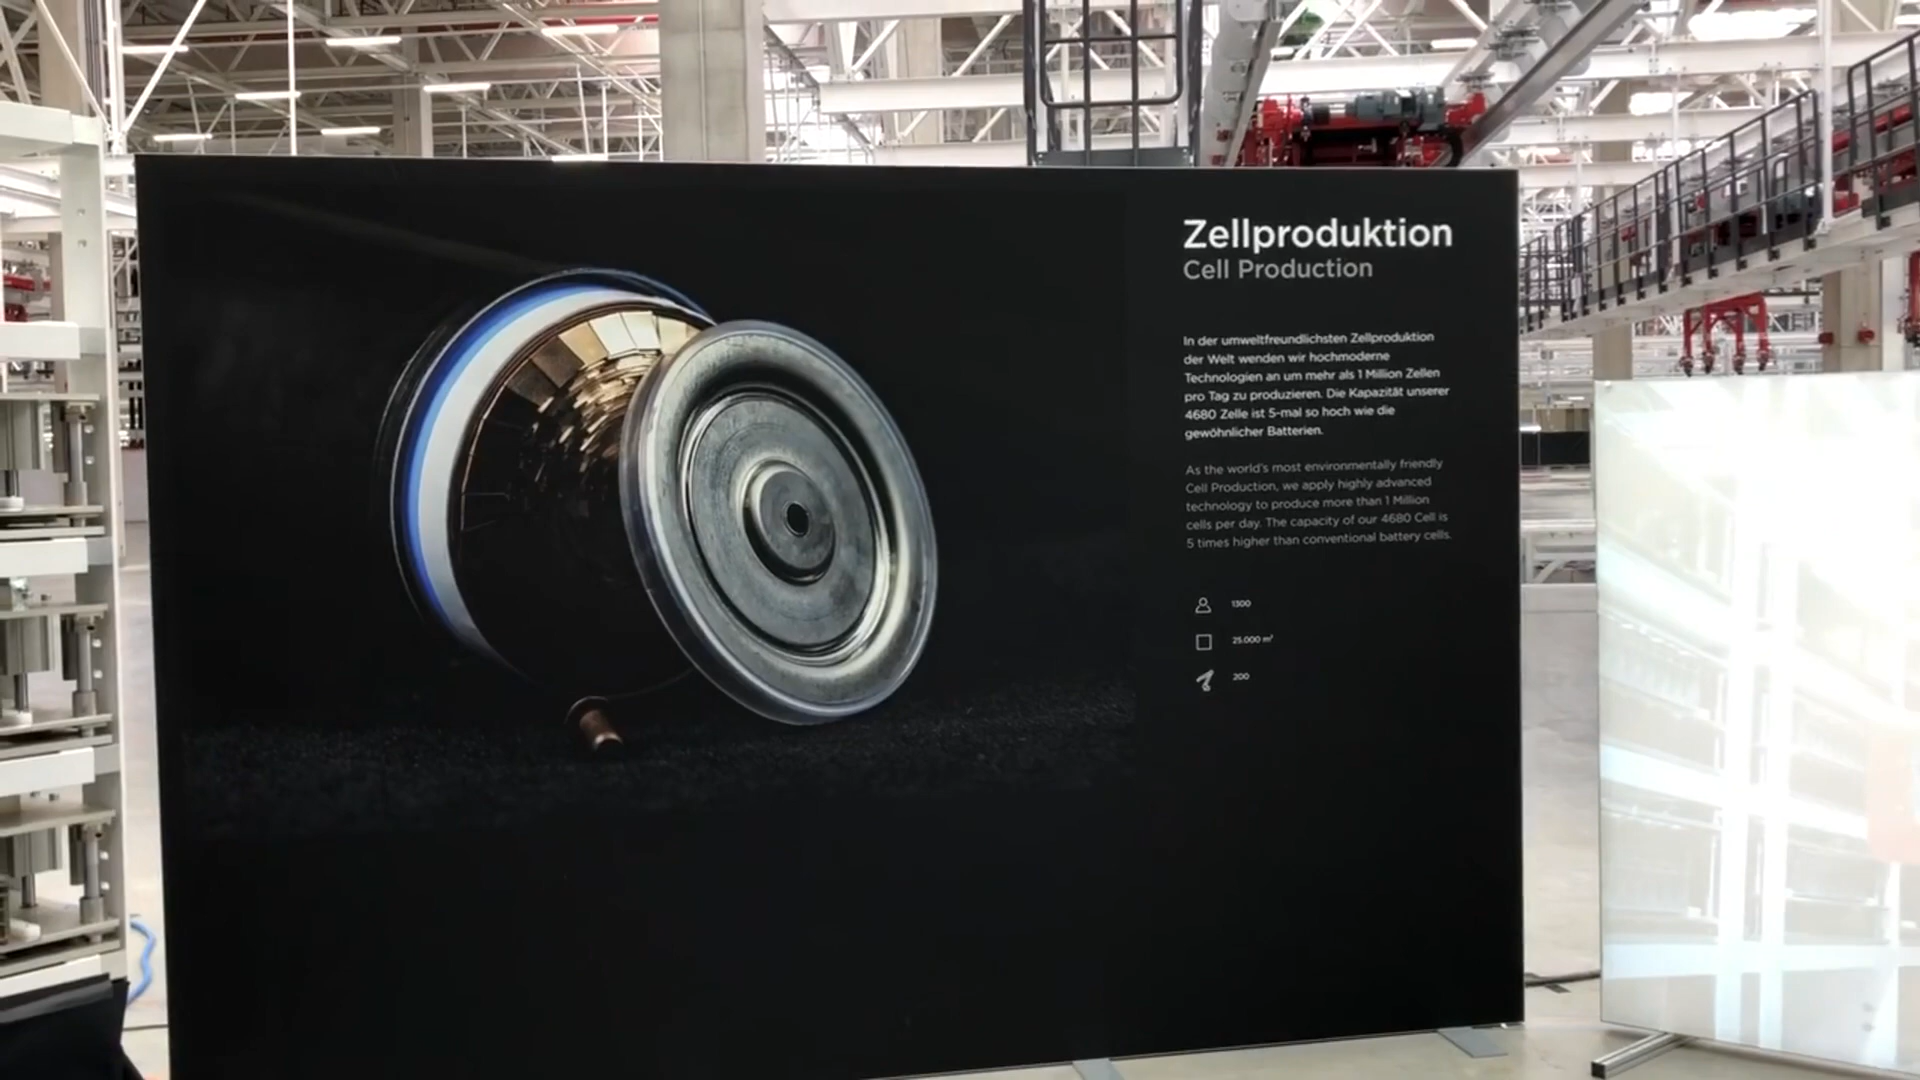 Zellproduktion
Cell Production
In der umweltfreundlichsten Zellproduktion
der Welt wenden wir hochmoderne
Technologien an um mehr als 1 Million Zellen
pro Tag zu produzieren. Die Kapazität unserer
4680 Zelle ist 5-mal so hoch wie die
gewöhnlicher Batterien.
As the world's most environmentally friendly
Cell Production, we apply highly advanced
technology to produce more than 1 Million
cells per day. The capacity of our 4680 Cell is
5 times higher than conventional battery cells.
1300
25.000 m²
200